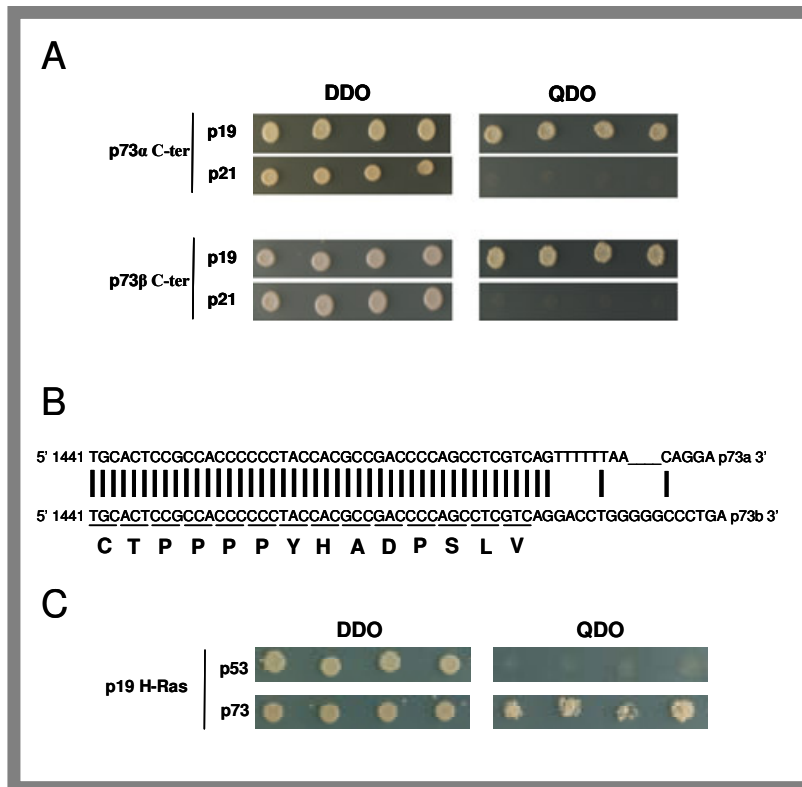 A
DDO QDO
p73α C-ter
p19
p21
p73β C-ter
p19
p21
B
5' 1441 TGCACTCCGCCACCCCCCTACCACGCCGACCCCAGCCTCGTCAGTTTTTTAA____CAGGA p73a 3'
5' 1441 TGCACTCCGCCACCCCCCTACCACGCCGACCCCAGCCTCGTCAGGACCTGGGGGCCCTGA p73b 3'
C T P P P P Y H A D P S L V
C
DDO QDO
p19 H-Ras
p53
p73